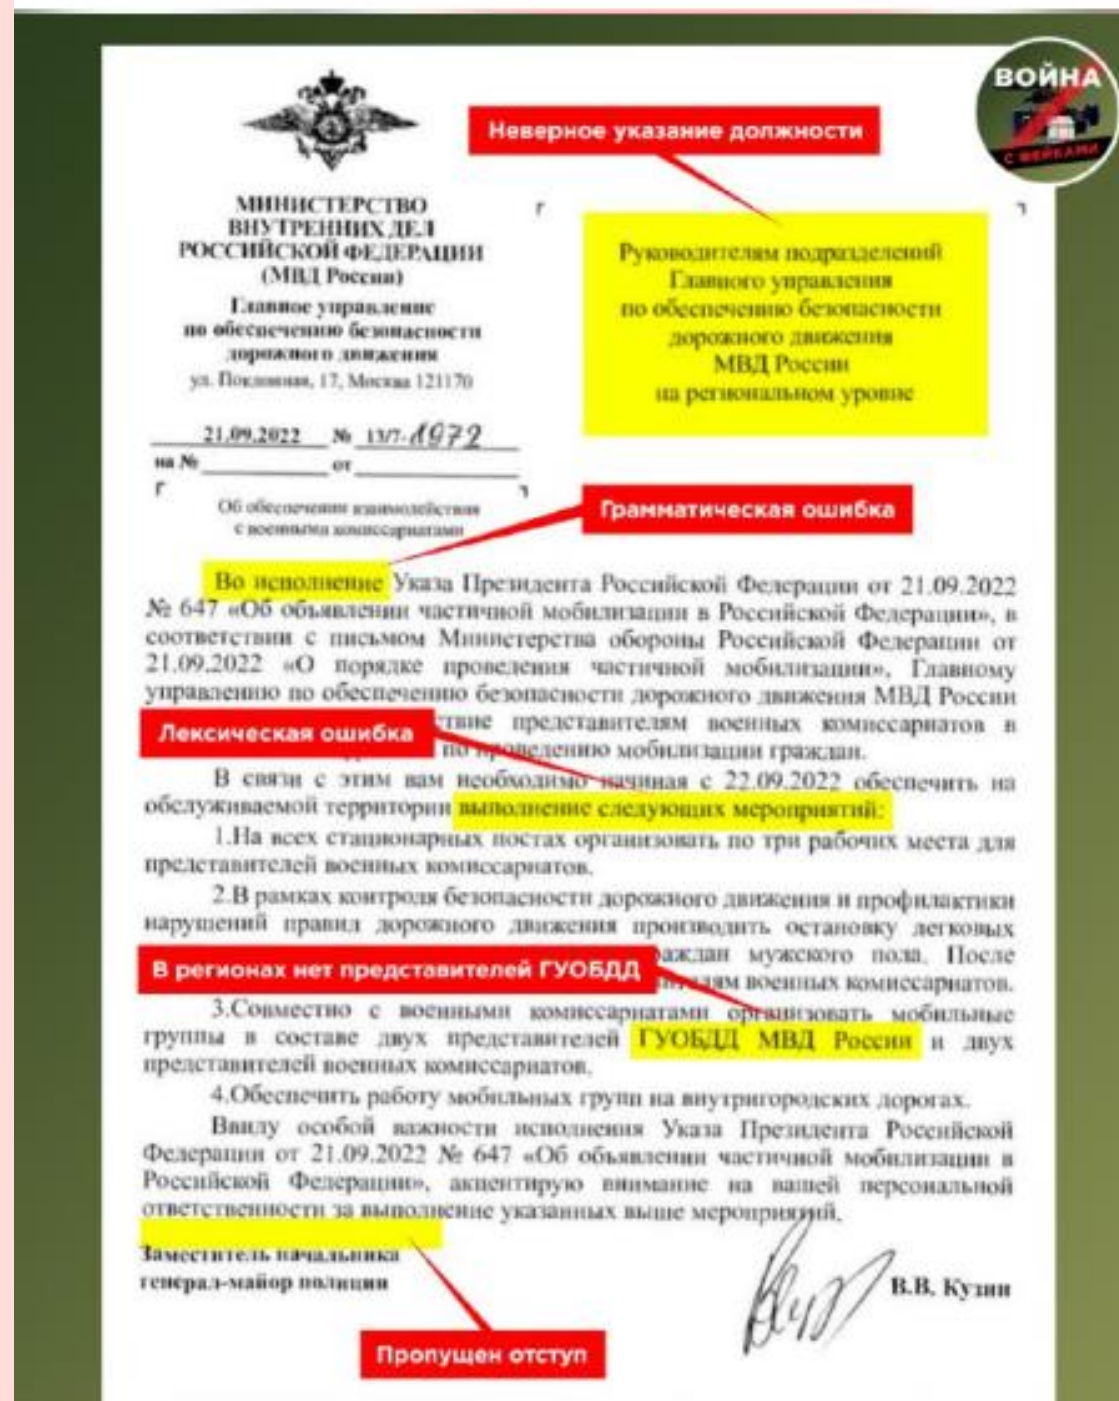 ВОЙНА
С ФЕЙКАМИ
Неверное указание должности
МИНИСТЕРСТВО
ВНУТРЕННИХ ДЕЛ
РОССИЙСКОЙ ФЕДЕРАЦИИ
(МВД России)
Главное управление
по обеспечению безопасности
дорожного движения
ул. Поклонная, 17, Москва 121170
21.09.2022 № 13/7-1972
на № от
Об обеспечении взаимодействия
с военными комиссариатами
Руководителям подразделений
Главного управления
по обеспечению безопасности
дорожного движения
МВД России
на региональном уровне
Грамматическая ошибка
Во исполнение Указа Президента Российской Федерации от 21.09.2022
№ 647 «Об объявлении частичной мобилизации в Российской Федерации», в
соответствии с письмом Министерства обороны Российской Федерации от
21.09.2022 «О порядке проведения частичной мобилизации», Главному
управлению по обеспечению безопасности дорожного движения МВД России
ствие представителям военных комиссариатов в
Лексическая ошибка
по проведению мобилизации граждан.
В связи с этим вам необходимо начиная с 22.09.2022 обеспечить на
обслуживаемой территории выполнение следующих мероприятий:
1.На всех стационарных постах организовать по три рабочих места для
представителей военных комиссариатов.
2.В рамках контроля безопасности дорожного движения и профилактики
нарушений правил дорожного движения производить остановку легковых
раждан мужского пола. После
В регионах нет представителей ГУОБДД
ителям военных комиссариатов.
3.Совместно с военными комиссариатами организовать мобильные
группы в составе двух представителей ГУОБДД МВД России и двух
представителей военных комиссариатов.
4.Обеспечить работу мобильных групп на внутригородских дорогах.
Ввиду особой важности исполнения Указа Президента Российской
Федерации от 21.09.2022 № 647 «Об объявлении частичной мобилизации в
Российской Федерации», акцентирую внимание на вашей персональной
ответственности за выполнение указанных выше мероприятий.
Заместитель начальника
генерал-майор полиции
В.В. Кузин
Пропущен отступ